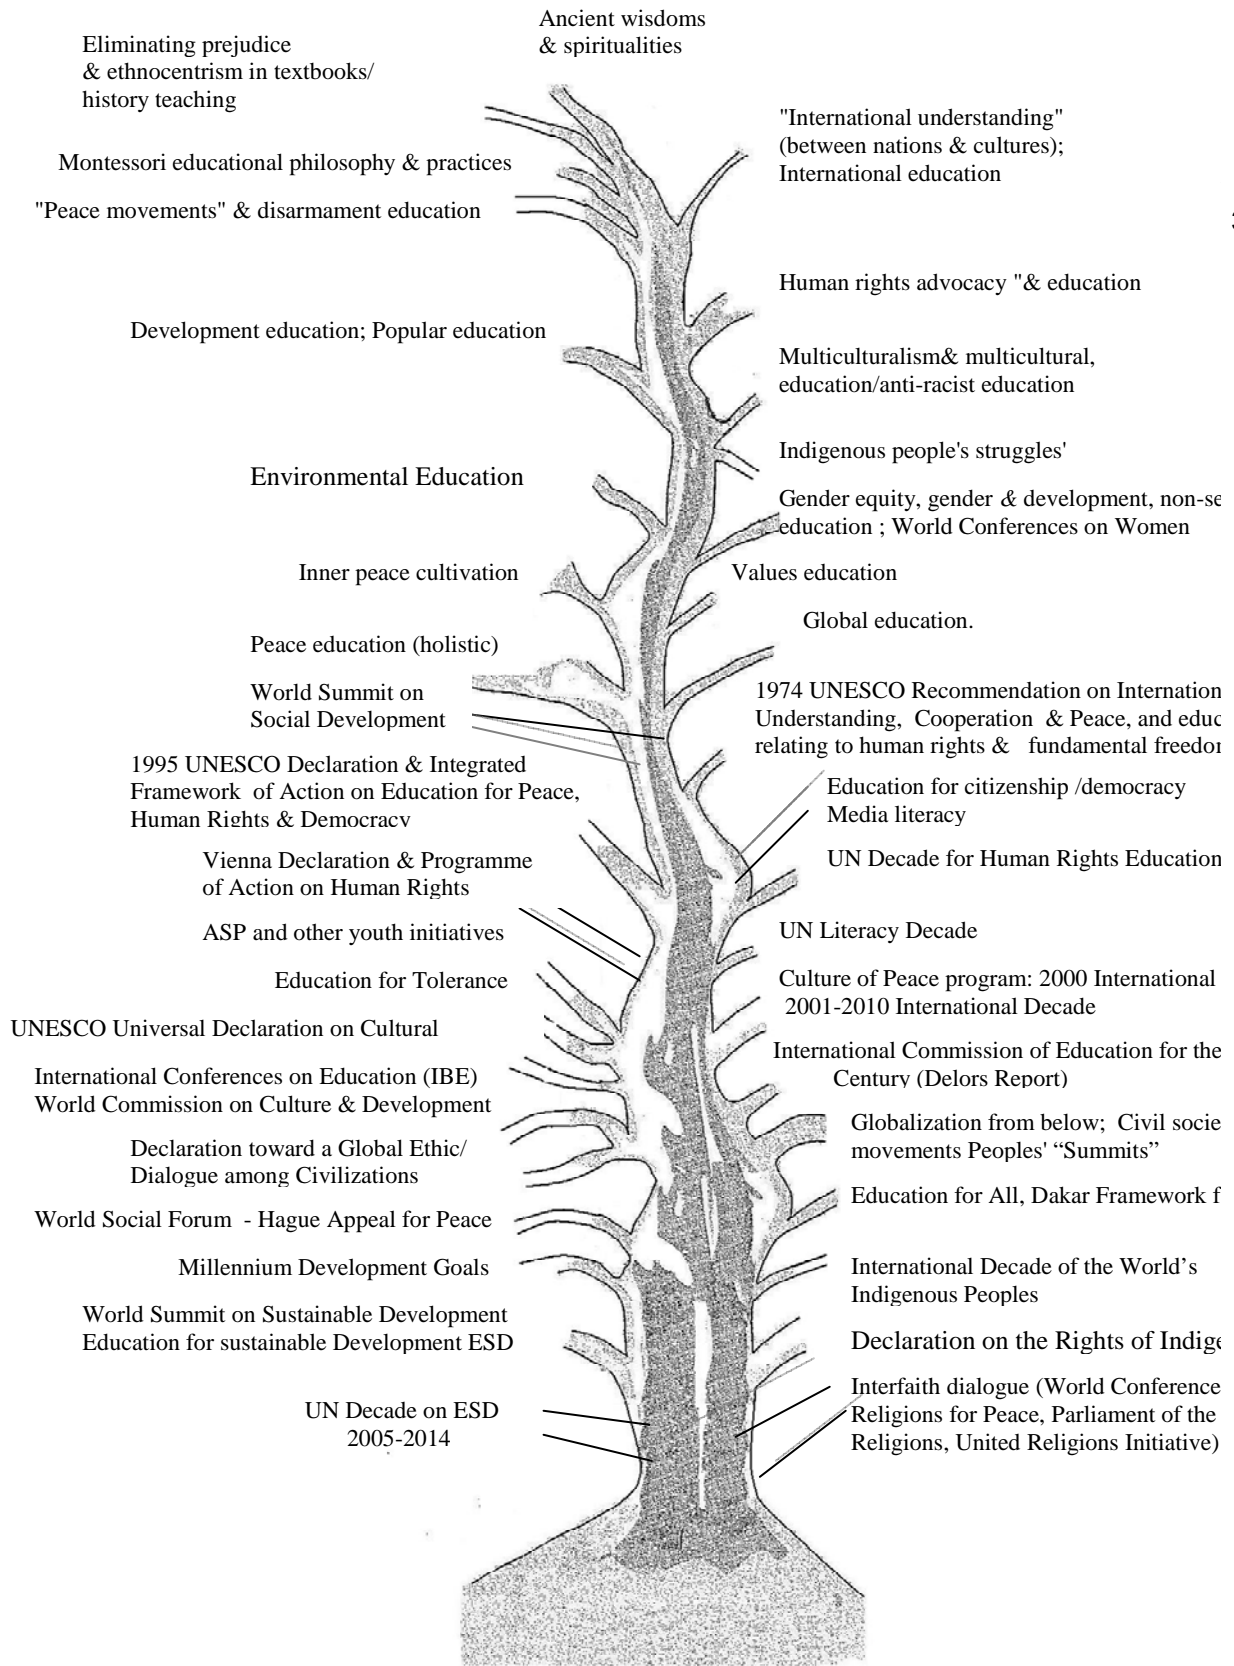 Ancient wisdoms
& spiritualities
Eliminating prejudice
& ethnocentrism in textbooks/
history teaching
"International understanding"
(between nations & cultures);
International education
Montessori educational philosophy & practices
"Peace movements" & disarmament education
Human rights advocacy "& education
Development education; Popular education
Multiculturalism& multicultural,
education/anti-racist education
Indigenous people's struggles'
Environmental Education
Gender equity, gender & development, non-se
education ; World Conferences on Women
Inner peace cultivation
Values education
Global education.
Peace education (holistic)
World Summit on
Social Development
1974 UNESCO Recommendation on Internation
Understanding, Cooperation & Peace, and educ
relating to human rights & fundamental freedor
1995 UNESCO Declaration & Integrated
Framework of Action on Education for Peace,
Human Rights & Democracy
Education for citizenship /democracy
Media literacy
Vienna Declaration & Programme
of Action on Human Rights
UN Decade for Human Rights Education
ASP and other youth initiatives
UN Literacy Decade
Education for Tolerance
Culture of Peace program: 2000 International
2001-2010 International Decade
UNESCO Universal Declaration on Cultural
International Commission of Education for the
Century (Delors Report)
International Conferences on Education (IBE)
World Commission on Culture & Development
Globalization from below; Civil socie
movements Peoples' “Summits”
Declaration toward a Global Ethic/
Dialogue among Civilizations
Education for All, Dakar Framework f
World Social Forum - Hague Appeal for Peace
Millennium Development Goals
International Decade of the World’s
Indigenous Peoples
World Summit on Sustainable Development
Education for sustainable Development ESD
Declaration on the Rights of Indige
Interfaith dialogue (World Conference
Religions for Peace, Parliament of the
Religions, United Religions Initiative)
UN Decade on ESD
2005-2014